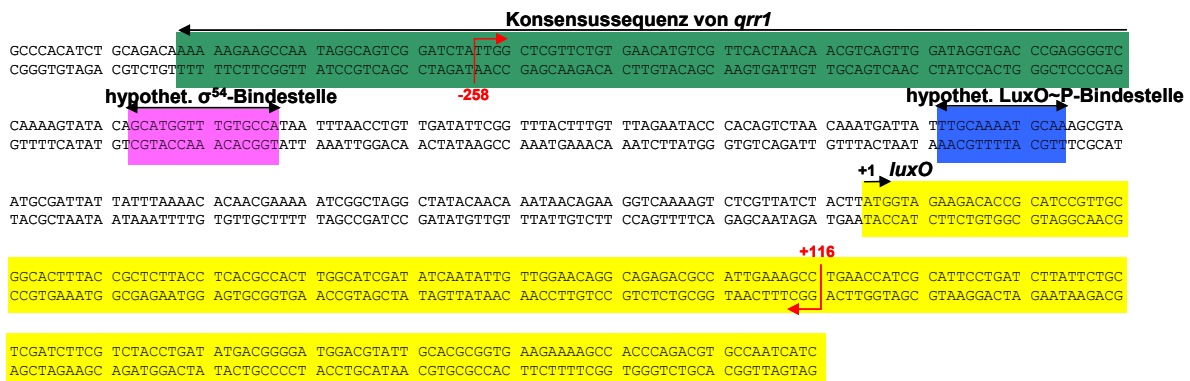 Konsensussequenz von qrr1
GCCCACATCT GCAGACAAAA AAGAAGCCAA TAGGCAGTCG GATCTATTGG CTCGTTCTGT GAACATGTCG TTCACTAACA ACGTCAGTTG GATAGGTGAC CCGAGGGGTC
CGGGTGTAGA CGTCTGTTTT TTCTTCGGTT ATCCGTCAGC CTAGATAACC GAGCAAGACA CTTGTACAGC AAGTGATTGT TGCAGTCAAC CTATCCACTG GGCTCCCCAG
-258
hypothet. σ54-Bindestelle hypothet. LuxO~P-Bindestelle
CAAAAGTATA CAGCATGGTT TGTGCCATAA TTTAACCTGT TGATATTCGG TTTACTTTGT TTAGAATACC CACAGTCTAA CAAATGATTA TTTGCAAAAT GCAAAGCGTA
GTTTTCATAT GTCGTACCAA ACACGGTATT AAATTGGACA ACTATAAGCC AAATGAAACA AATCTTATGG GTGTCAGATT GTTTACTAAT AAACGTTTTA CGTTTCGCAT
+1 luxO
ATGCGATTAT TATTTAAAAC ACAACGAAAA ATCGGCTAGG CTATACAACA AATAACAGAA GGTCAAAAGT CTCGTTATCT ACTTATGGTA GAAGACACCG CATCCGTTGC
TACGCTAATA ATAAATTTTG TGTTGCTTTT TAGCCGATCC GATATGTTGT TTATTGTCTT CCAGTTTTCA GAGCAATAGA TGAATACCAT CTTCTGTGGC GTAGGCAACG
+116
GGCACTTTAC CGCTCTTACC TCACGCCACT TGGCATCGAT ATCAATATTG TTGGAACAGG CAGAGACGCC ATTGAAAGCC TGAACCATCG CATTCCTGAT CTTATTCTGC
CCGTGAAATG GCGAGAATGG AGTGCGGTGA ACCGTAGCTA TAGTTATAAC AACCTTGTCC GTCTCTGCGG TAACTTTCGG ACTTGGTAGC GTAAGGACTA GAATAAGACG
TCGATCTTCG TCTACCTGAT ATGACGGGGA TGGACGTATT GCACGCGGTG AAGAAAAGCC ACCCAGACGT GCCAATCATC
AGCTAGAAGC AGATGGACTA TACTGCCCCT ACCTGCATAA CGTGCGCCAC TTCTTTTCGG TGGGTCTGCA CGGTTAGTAG